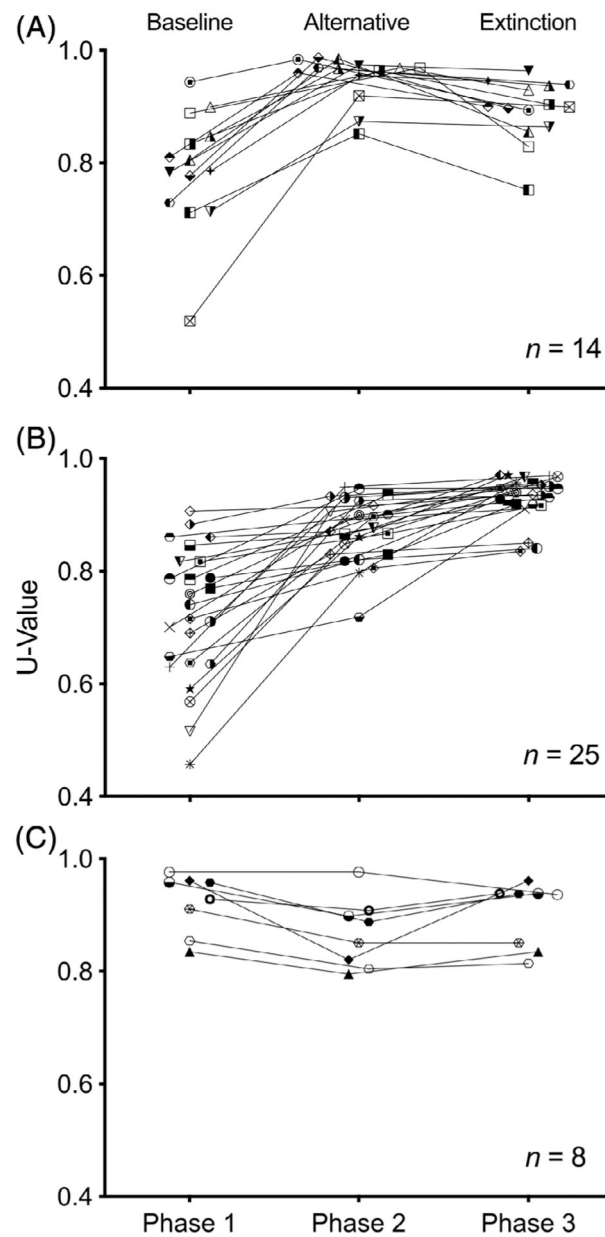 (A) Baseline Alternative Extinction
1.0
0.8
0.6
0.4
n = 14
(B)
1.0
0.8
0.6
0.4
U-Value
n = 25
(C)
1.0
0.8
0.6
0.4
n = 8
Phase 1 Phase 2 Phase 3